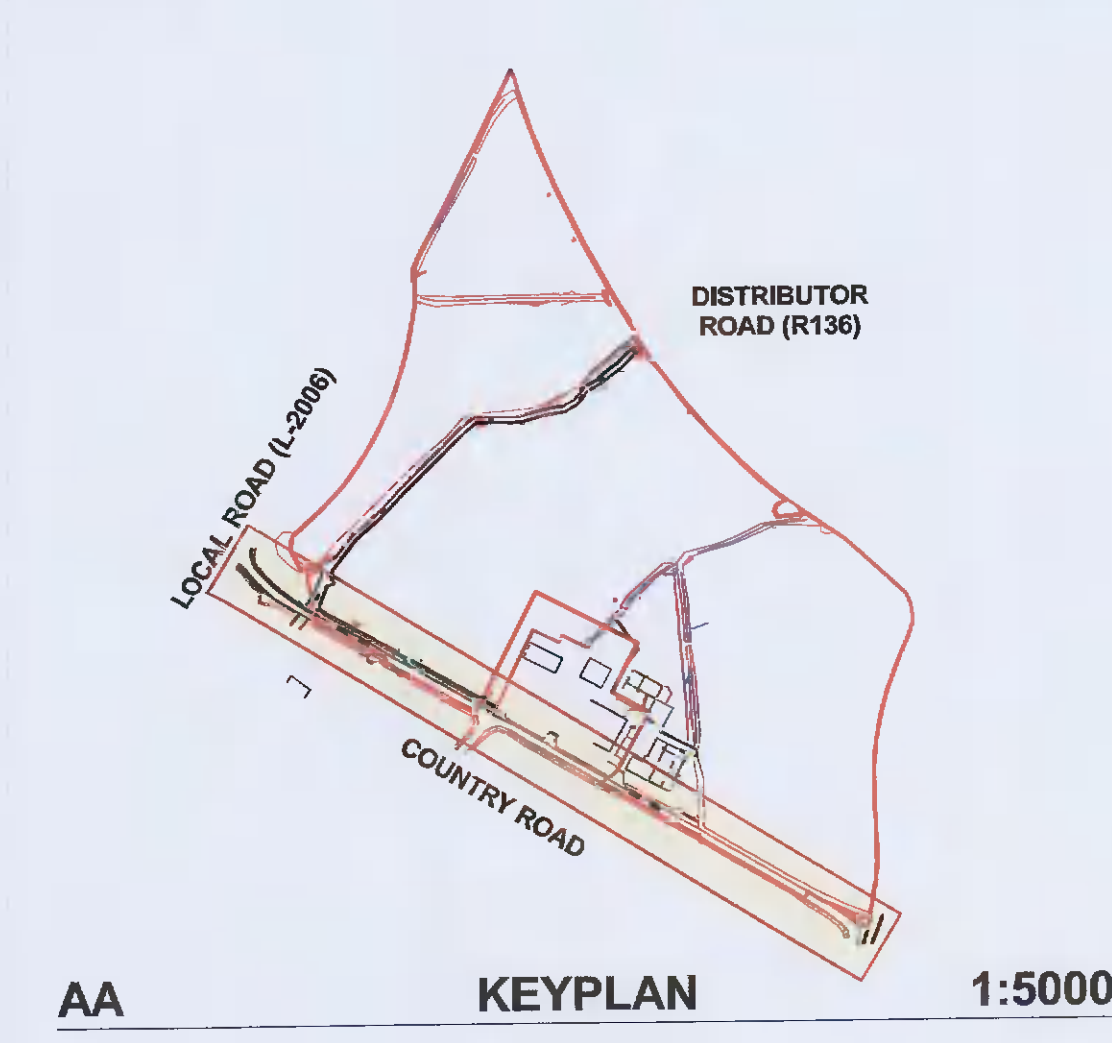 DISTRIBUTOR
ROAD (R136)
LOCAL ROAD (L-2006)
COUNTRY ROAD
AA KEYPLAN 1:5000